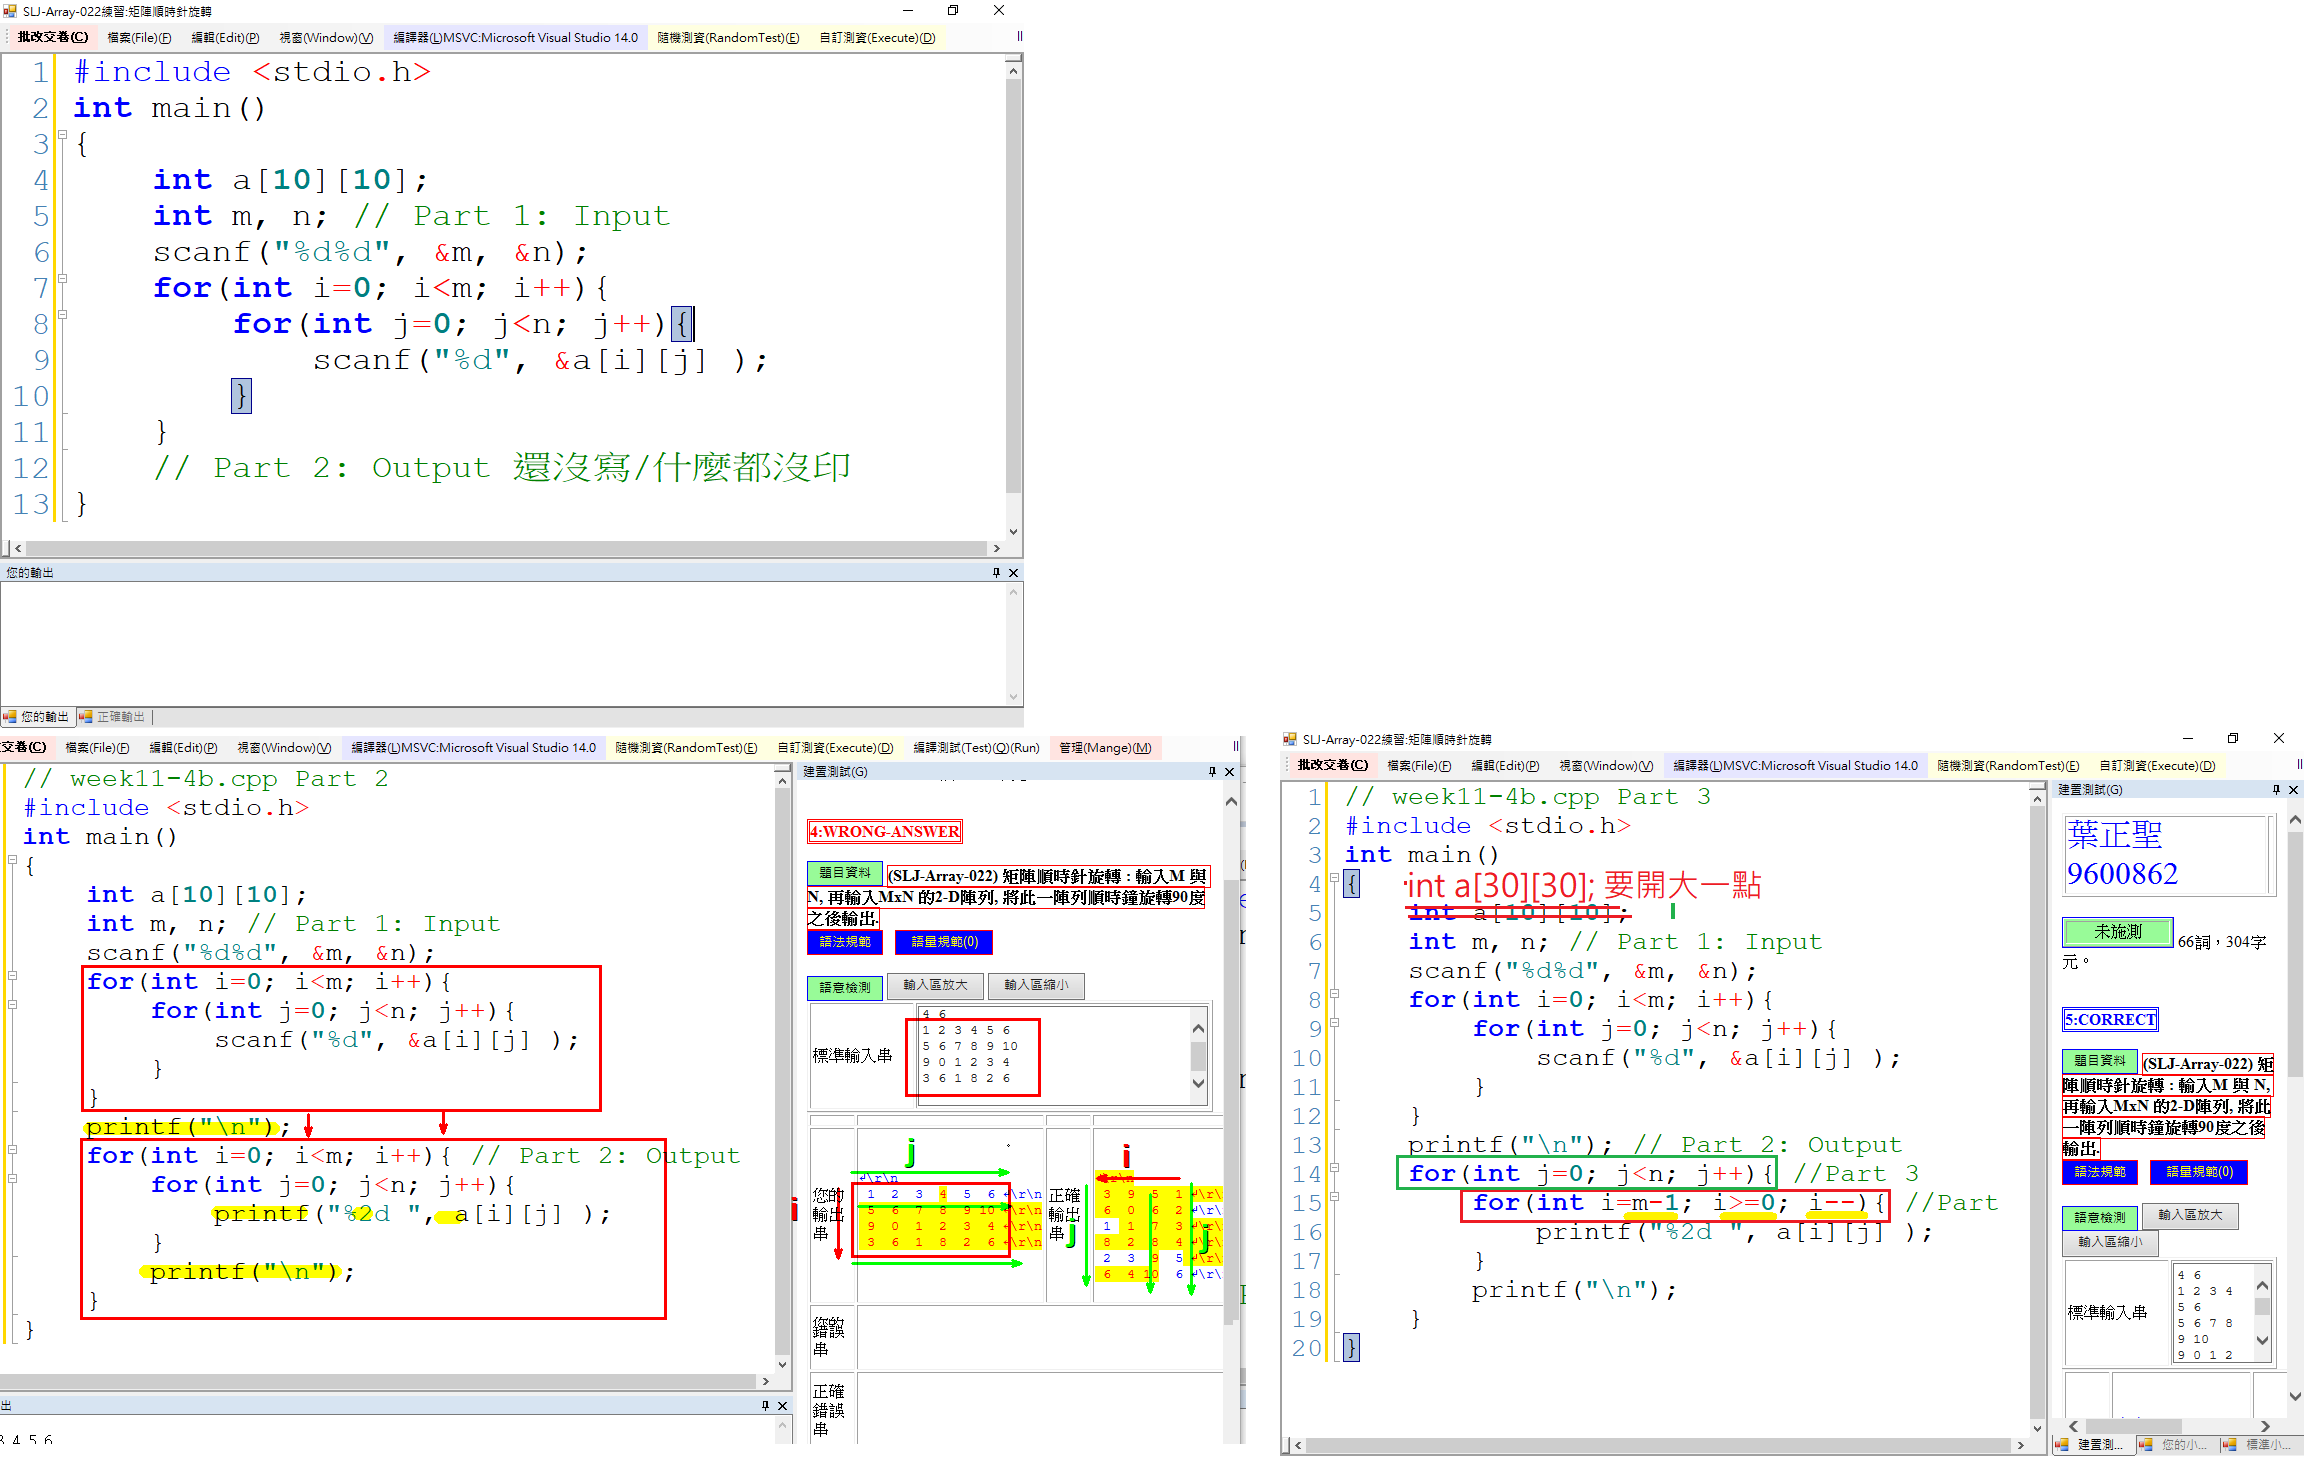 SLJ-Array-022練習:矩陣順時針旋轉
批改交卷(C) 檔案(File)(F) 編輯(Edit)(P) 視窗(Window)(V) 編譯器(L)MSVC:Microsoft Visual Studio 14.0 隨機測資(RandomTest)(E) 自訂測資(Execute)(D)
1 #include <stdio.h>
2 int main()
3 {
4 int a[10][10];
5 int m, n; // Part 1: Input
6 scanf("%d%d", &m, &n);
7 for(int i=0; i<m; i++){
8 for(int j=0; j<n; j++){
9 scanf("%d", &a[i][j] );
10 }
11 }
12 // Part 2: Output 還沒寫/什麼都沒印
13 }
您的輸出
您的輸出 正確輸出
交卷(C) 檔案(File)(F) 編輯(Edit)(P) 視窗(Window)(V) 編譯器(L)MSVC:Microsoft Visual Studio 14.0 隨機測資(RandomTest)(E) 自訂測資(Execute)(D) 編譯測試(Test)(Q)(Run) 管理(Mange)(M)
// week11-4b.cpp Part 2
#include <stdio.h>
int main()
{
int a[10][10];
int m, n; // Part 1: Input
scanf("%d%d", &m, &n);
for(int i=0; i<m; i++){
for(int j=0; j<n; j++){
scanf("%d", &a[i][j] );
}
}
printf("\n");
for(int i=0; i<m; i++){ // Part 2: Output
for(int j=0; j<n; j++){
printf("%2d ", a[i][j] );
}
printf("\n");
}
}
出
3 4 5 6
建置測試(G)
4:WRONG-ANSWER
題目資料 (SLJ-Array-022) 矩陣順時針旋轉 : 輸入M 與
N, 再輸入MxN 的2-D陣列, 將此一陣列順時鐘旋轉90度
之後輸出.
語法規範 語量規範(0)
語意檢測 輸入區放大 輸入區縮小
標準輸入串
4 6
1 2 3 4 5 6
5 6 7 8 9 10
9 0 1 2 3 4
3 6 1 8 2 6
您的輸出串
j
i
↵\r\n
1 2 3 4 5 6 ↵\r\n
5 6 7 8 9 10 ↵\r\n
9 0 1 2 3 4 ↵\r\n
3 6 1 8 2 6 ↵\r\n
正確輸出串
i
j
j
↵\r\n
3 9 5 1 ↵\r\
6 0 6 2 ↵\r\
1 1 7 3 ↵\r\
8 2 8 4 ↵\r\
2 3 9 5 ↵\r\
6 4 10 6 ↵\r\
您的錯誤串
正確錯誤串
SLJ-Array-022練習:矩陣順時針旋轉
批改交卷(C) 檔案(File)(F) 編輯(Edit)(P) 視窗(Window)(V) 編譯器(L)MSVC:Microsoft Visual Studio 14.0 隨機測資(RandomTest)(E) 自訂測資(Execute)(D)
1 // week11-4b.cpp Part 3
2 #include <stdio.h>
3 int main()
4 {
int a[30][30]; 要開大一點
5 int a[10][10];
6 int m, n; // Part 1: Input
7 scanf("%d%d", &m, &n);
8 for(int i=0; i<m; i++){
9 for(int j=0; j<n; j++){
10 scanf("%d", &a[i][j] );
11 }
12 }
13 printf("\n"); // Part 2: Output
14 for(int j=0; j<n; j++){ //Part 3
15 for(int i=m-1; i>=0; i--){ //Part
16 printf("%2d ", a[i][j] );
17 }
18 printf("\n");
19 }
20 }
建置測試(G)
葉正聖
9600862
未施測 66詞，304字
元。
5:CORRECT
題目資料 (SLJ-Array-022) 矩
陣順時針旋轉 : 輸入M 與 N,
再輸入MxN 的2-D陣列, 將此
一陣列順時鐘旋轉90度之後
輸出.
語法規範 語量規範(0)
語意檢測 輸入區放大
輸入區縮小
標準輸入串
4 6
1 2 3 4
5 6
5 6 7 8
9 10
9 0 1 2
建置測... 您的小... 標準小...